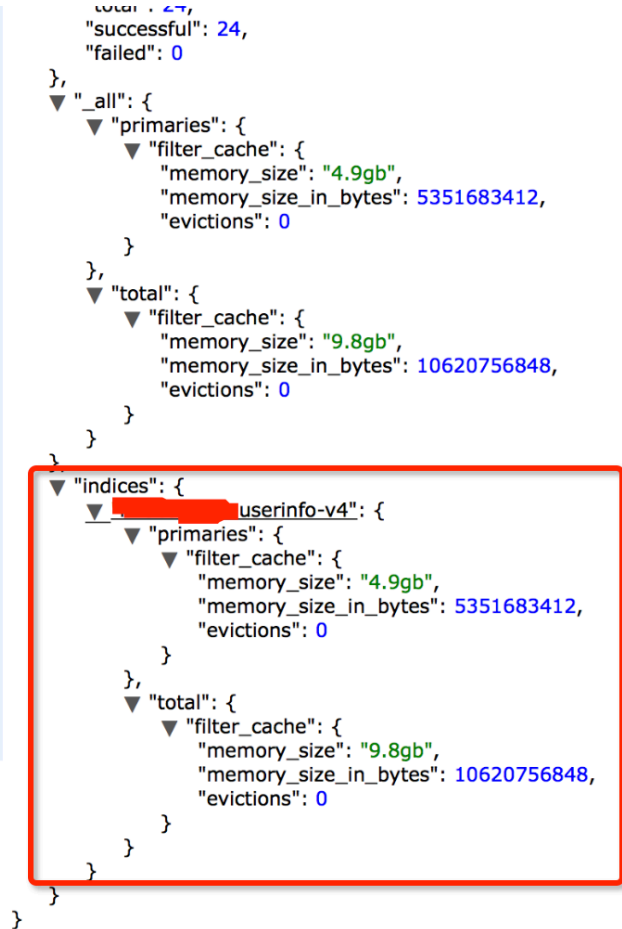 "total": 24,
"successful": 24,
"failed": 0
},
▼ "_all": {
▼ "primaries": {
▼ "filter_cache": {
"memory_size": "4.9gb",
"memory_size_in_bytes": 5351683412,
"evictions": 0
}
},
▼ "total": {
▼ "filter_cache": {
"memory_size": "9.8gb",
"memory_size_in_bytes": 10620756848,
"evictions": 0
}
}
},
▼ "indices": {
▼ userinfo-v4": {
▼ "primaries": {
▼ "filter_cache": {
"memory_size": "4.9gb",
"memory_size_in_bytes": 5351683412,
"evictions": 0
}
},
▼ "total": {
▼ "filter_cache": {
"memory_size": "9.8gb",
"memory_size_in_bytes": 10620756848,
"evictions": 0
}
}
}
}
}